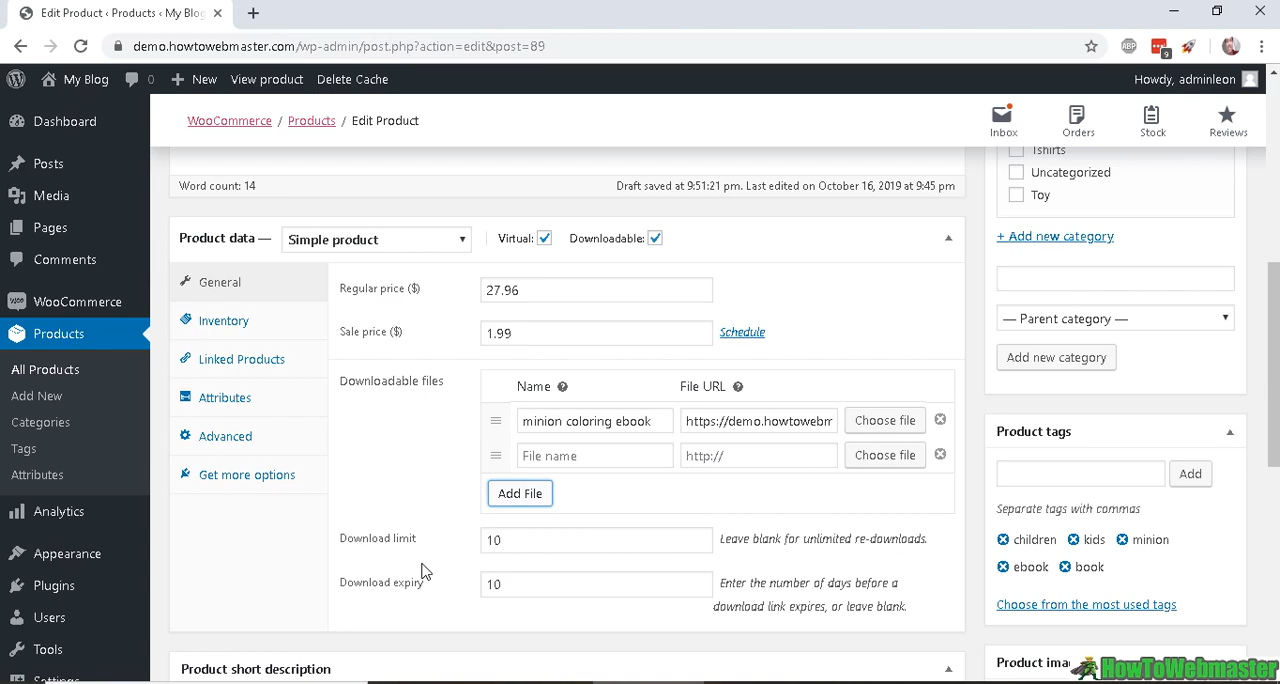 Edit Product ‹ Products ‹ My Blog
demo.howtowebmaster.com/wp-admin/post.php?action=edit&post=89
ABP
9
My Blog
0
New
View product
Delete Cache
Howdy, adminleon
WooCommerce / Products / Edit Product
Inbox
Orders
Stock
Reviews
Dashboard
Posts
Media
Pages
Comments
WooCommerce
Products
All Products
Add New
Categories
Tags
Attributes
Analytics
Appearance
Plugins
Users
Tools
Settings
Word count: 14
Draft saved at 9:51:21 pm. Last edited on October 16, 2019 at 9:45 pm
Product data —
Simple product
Virtual:
Downloadable:
General
Inventory
Linked Products
Attributes
Advanced
Get more options
Regular price ($)
27.96
Sale price ($)
1.99
Schedule
Downloadable files
Name
File URL
minion coloring ebook
https://demo.howtowebm
Choose file
File name
http://
Choose file
Add File
Download limit
10
Leave blank for unlimited re-downloads.
Download expiry
10
Enter the number of days before a
download link expires, or leave blank.
Product short description
Tshirts
Uncategorized
Toy
+ Add new category
— Parent category —
Add new category
Product tags
Add
Separate tags with commas
children
kids
minion
ebook
book
Choose from the most used tags
Product ima
HowToWebmaster